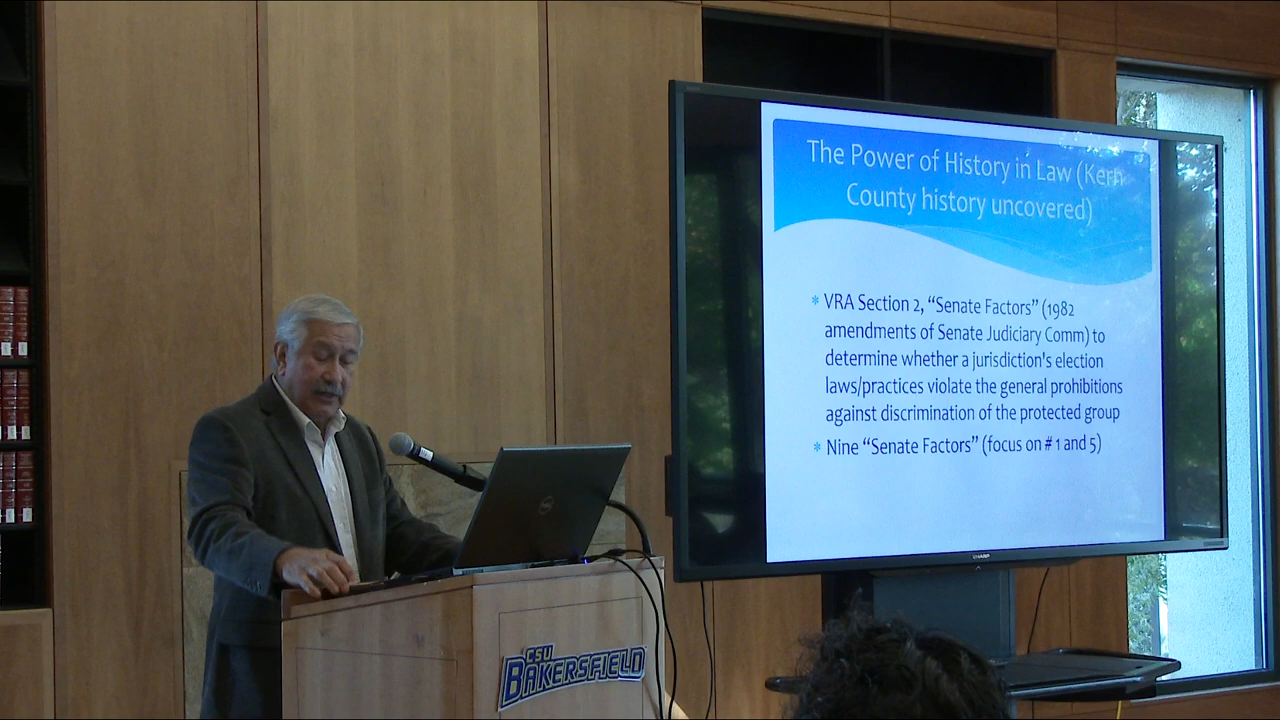 The Power of History in Law (Kern
County history uncovered)
* VRA Section 2, “Senate Factors” (1982
amendments of Senate Judiciary Comm) to
determine whether a jurisdiction's election
laws/practices violate the general prohibitions
against discrimination of the protected group
* Nine “Senate Factors” (focus on # 1 and 5)
SHARP
DELL
CSU
BAKERSFIELD